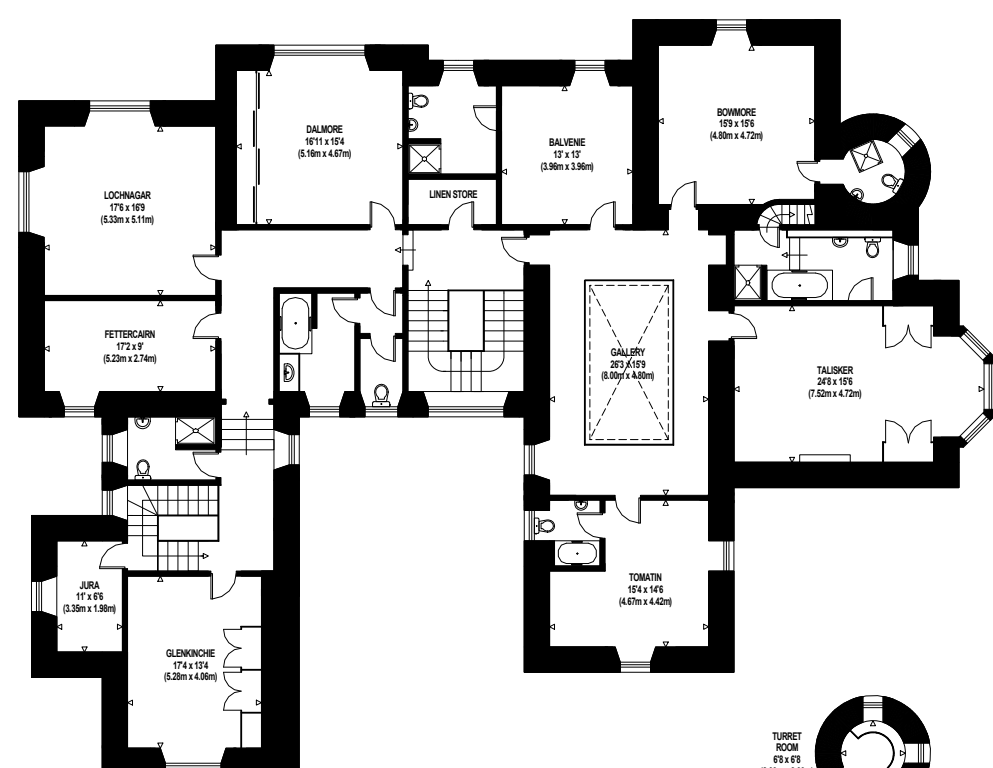 BOWMORE
15'9 x 15'6
(4.80m x 4.72m)
DALMORE
16'11 x 15'4
(5.16m x 4.67m)
BALVENIE
13' x 13'
(3.96m x 3.96m)
LOCHNAGAR
17'6 x 16'9
(5.33m x 5.11m)
LINEN STORE
FETTERCAIRN
17'2 x 9'
(5.23m x 2.74m)
GALLERY
26'3 x 15'9
(8.00m x 4.80m)
TALISKER
24'8 x 15'6
(7.52m x 4.72m)
JURA
11' x 6'6
(3.35m x 1.98m)
TOMATIN
15'4 x 14'6
(4.67m x 4.42m)
GLENKINCHIE
17'4 x 13'4
(5.28m x 4.06m)
TURRET
ROOM
6'8 x 6'8